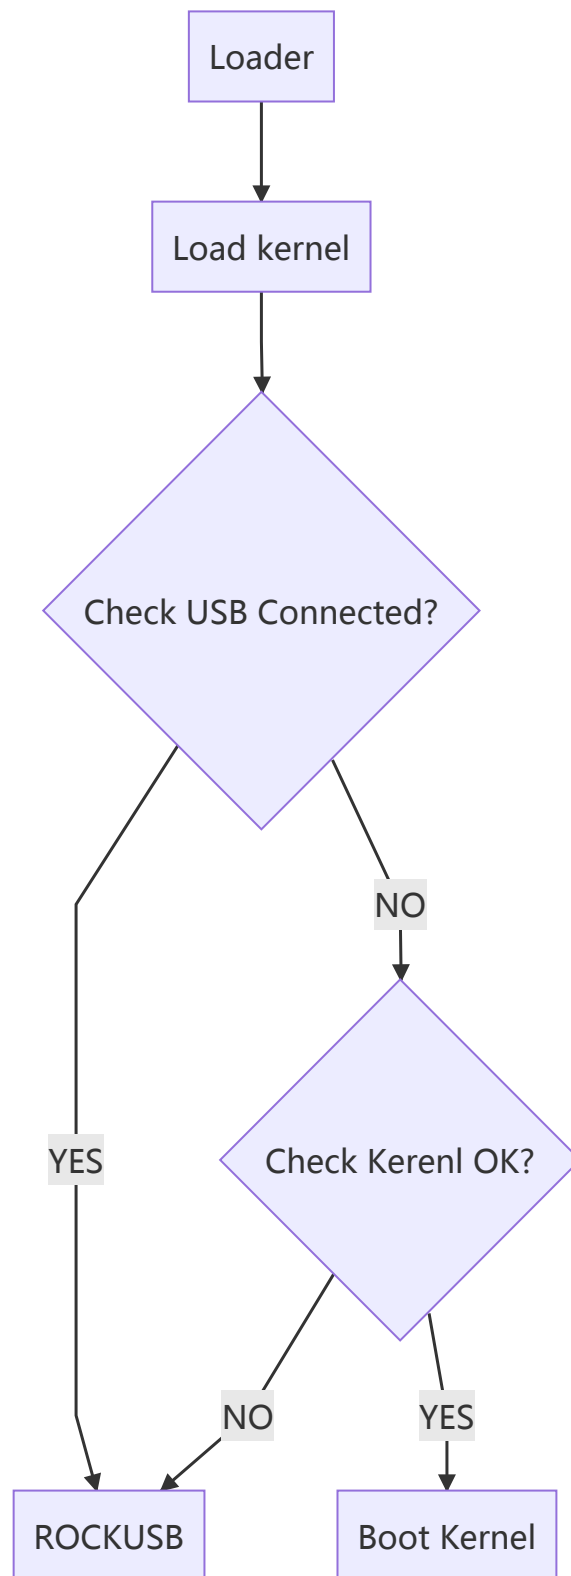 Loader
Load kernel
Check USB Connected?
NO
YES
Check Kerenl OK?
NO
YES
ROCKUSB
Boot Kernel